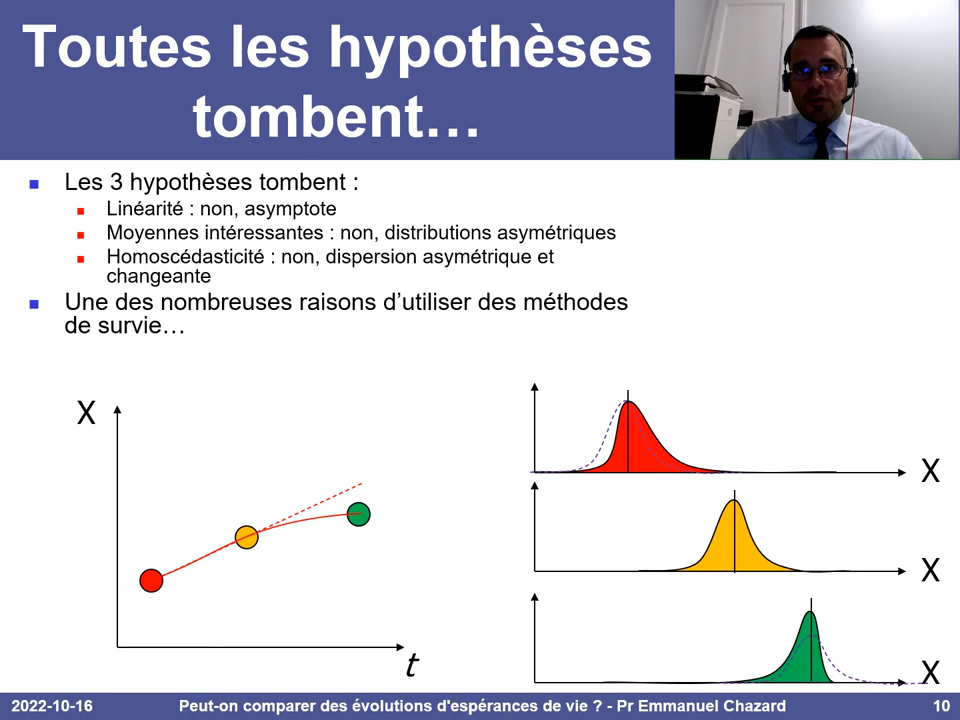 Toutes les hypothèses
tombent…
Les 3 hypothèses tombent :
Linéarité : non, asymptote
Moyennes intéressantes : non, distributions asymétriques
Homoscédasticité : non, dispersion asymétrique et
changeante
Une des nombreuses raisons d’utiliser des méthodes
de survie…
X
t
X
X
X
2022-10-16 Peut-on comparer des évolutions d'espérances de vie ? - Pr Emmanuel Chazard 10